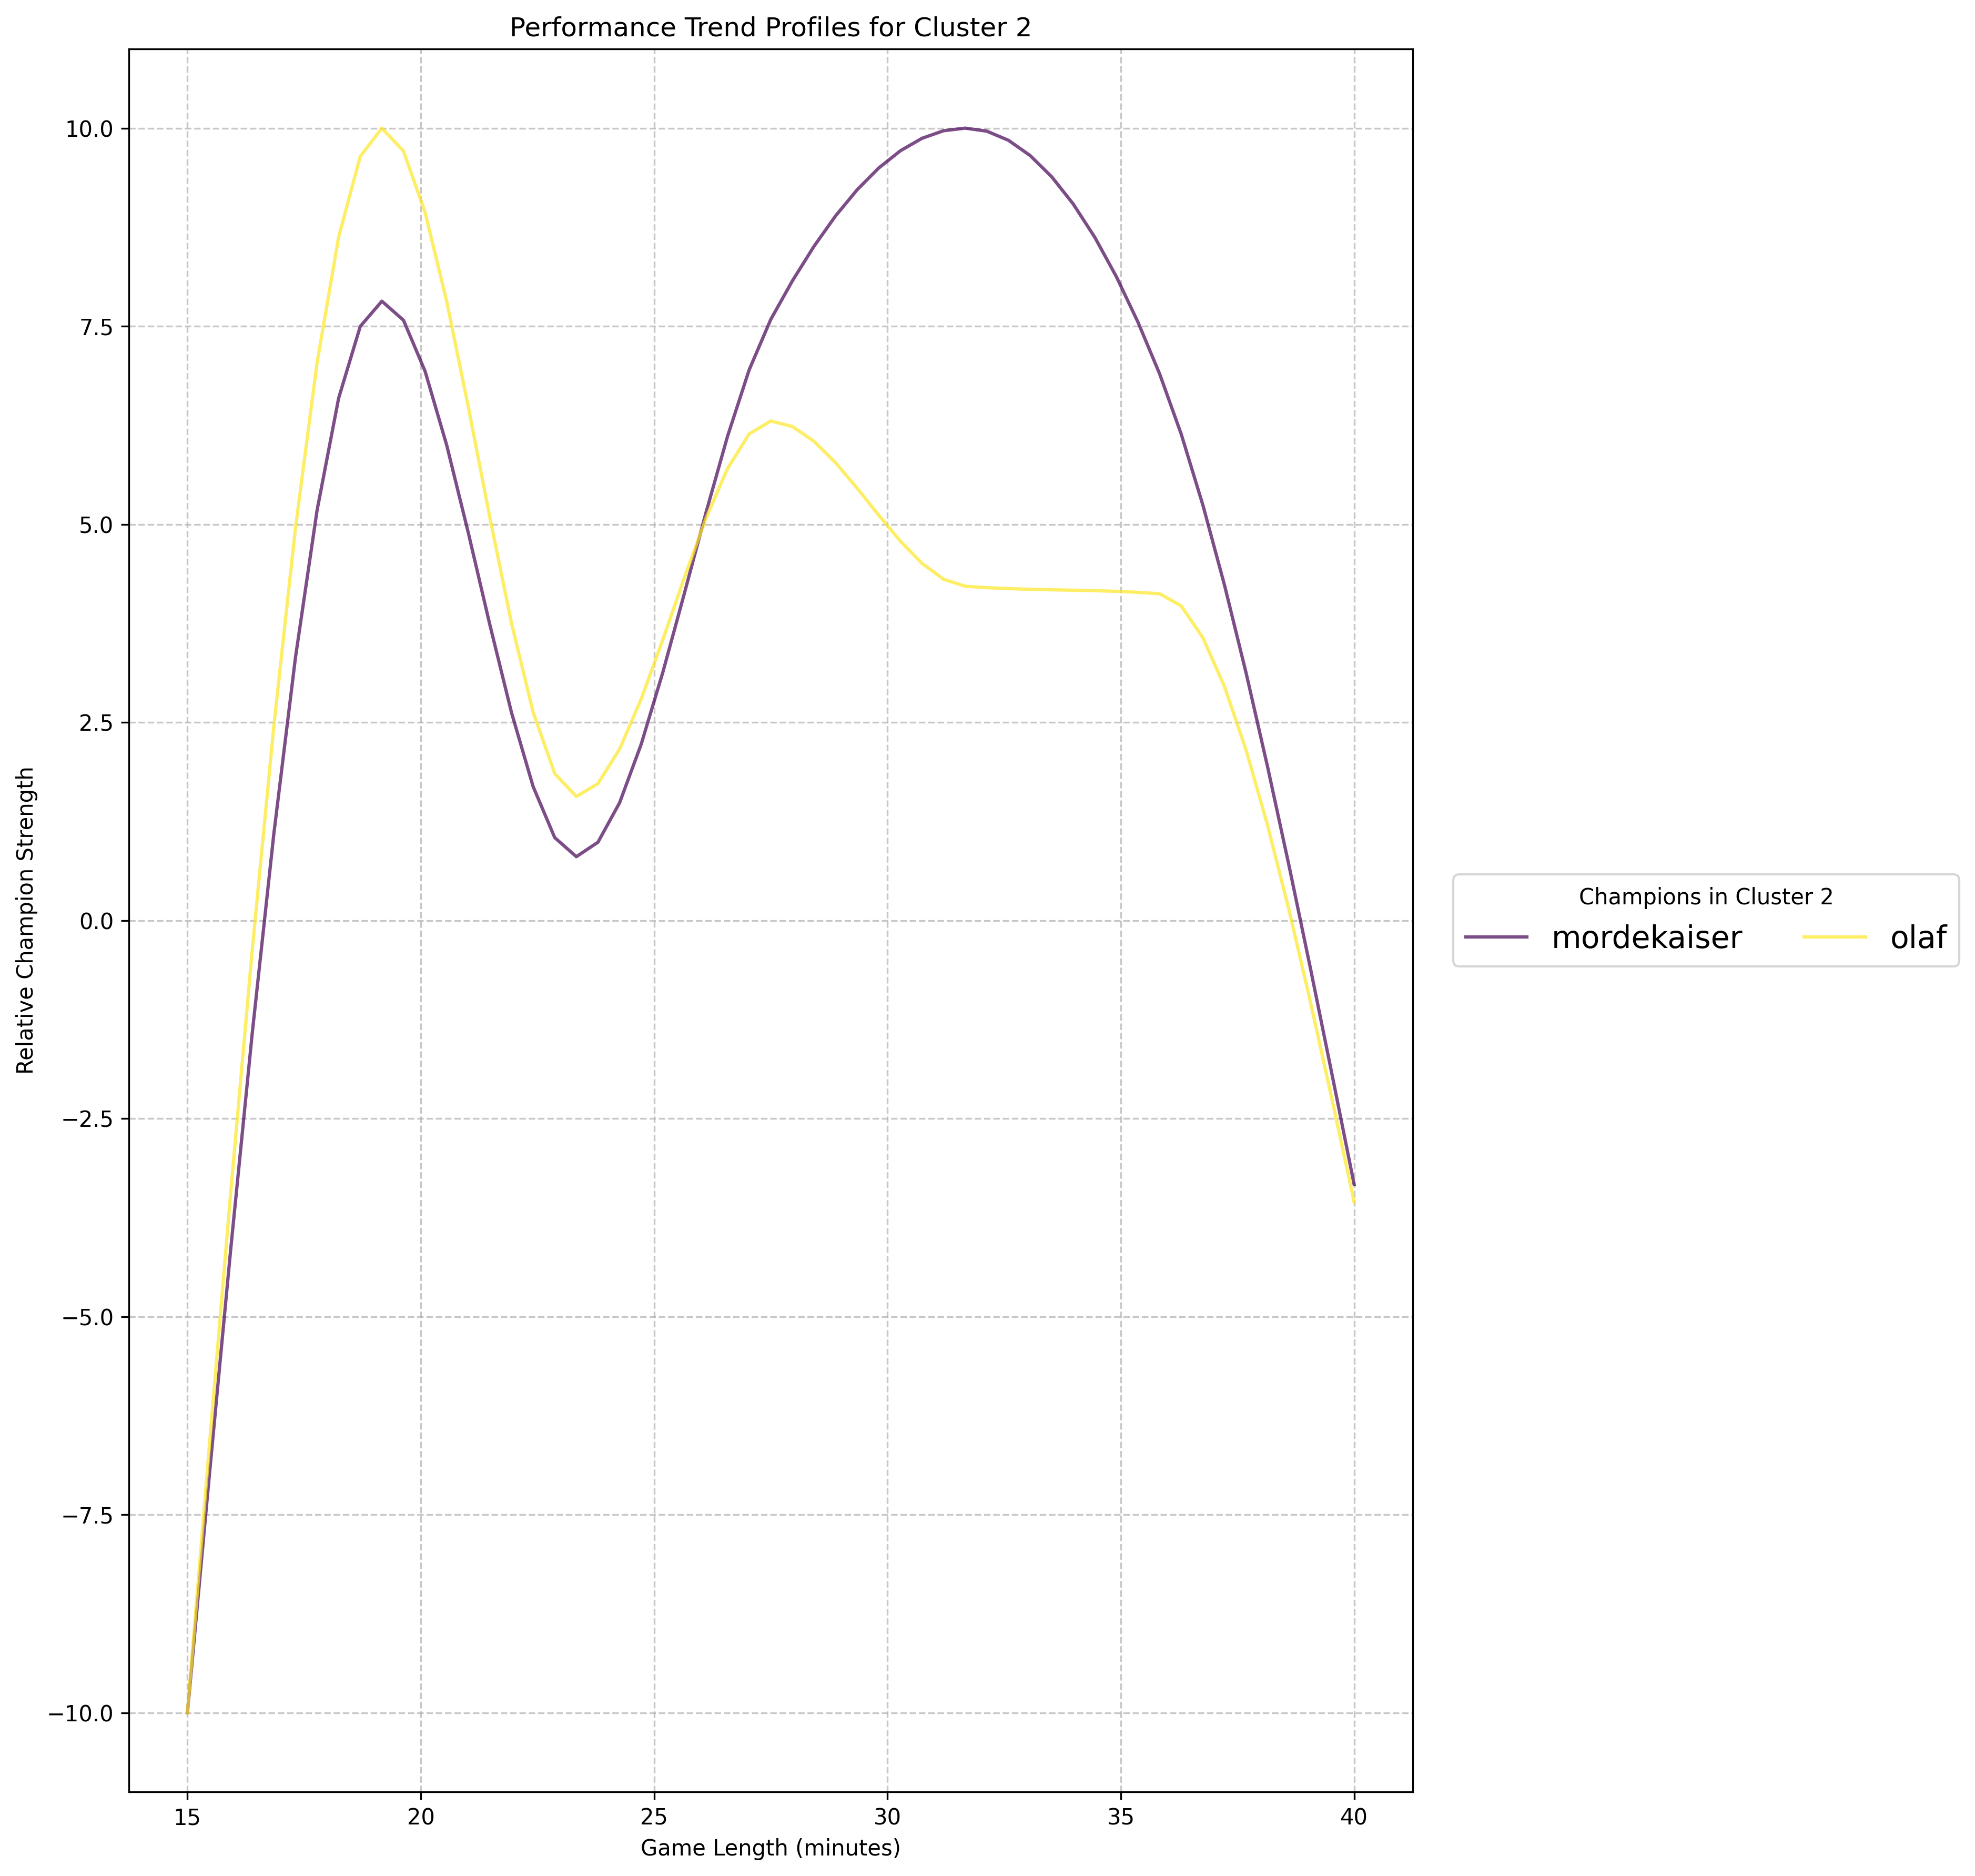 Performance Trend Profiles for Cluster 2
Relative Champion Strength
10.0
7.5
5.0
2.5
0.0
−2.5
−5.0
−7.5
−10.0
15 20 25 30 35 40
Game Length (minutes)
Champions in Cluster 2
mordekaiser olaf